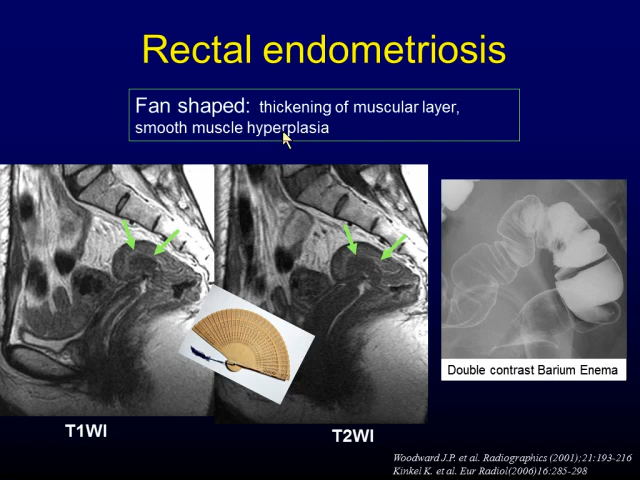 Rectal endometriosis
Fan shaped: thickening of muscular layer,
smooth muscle hyperplasia
Double contrast Barium Enema
T1WI
T2WI
Woodward J.P. et al. Radiographics (2001);21:193-216
Kinkel K. et al. Eur Radiol(2006)16:285-298